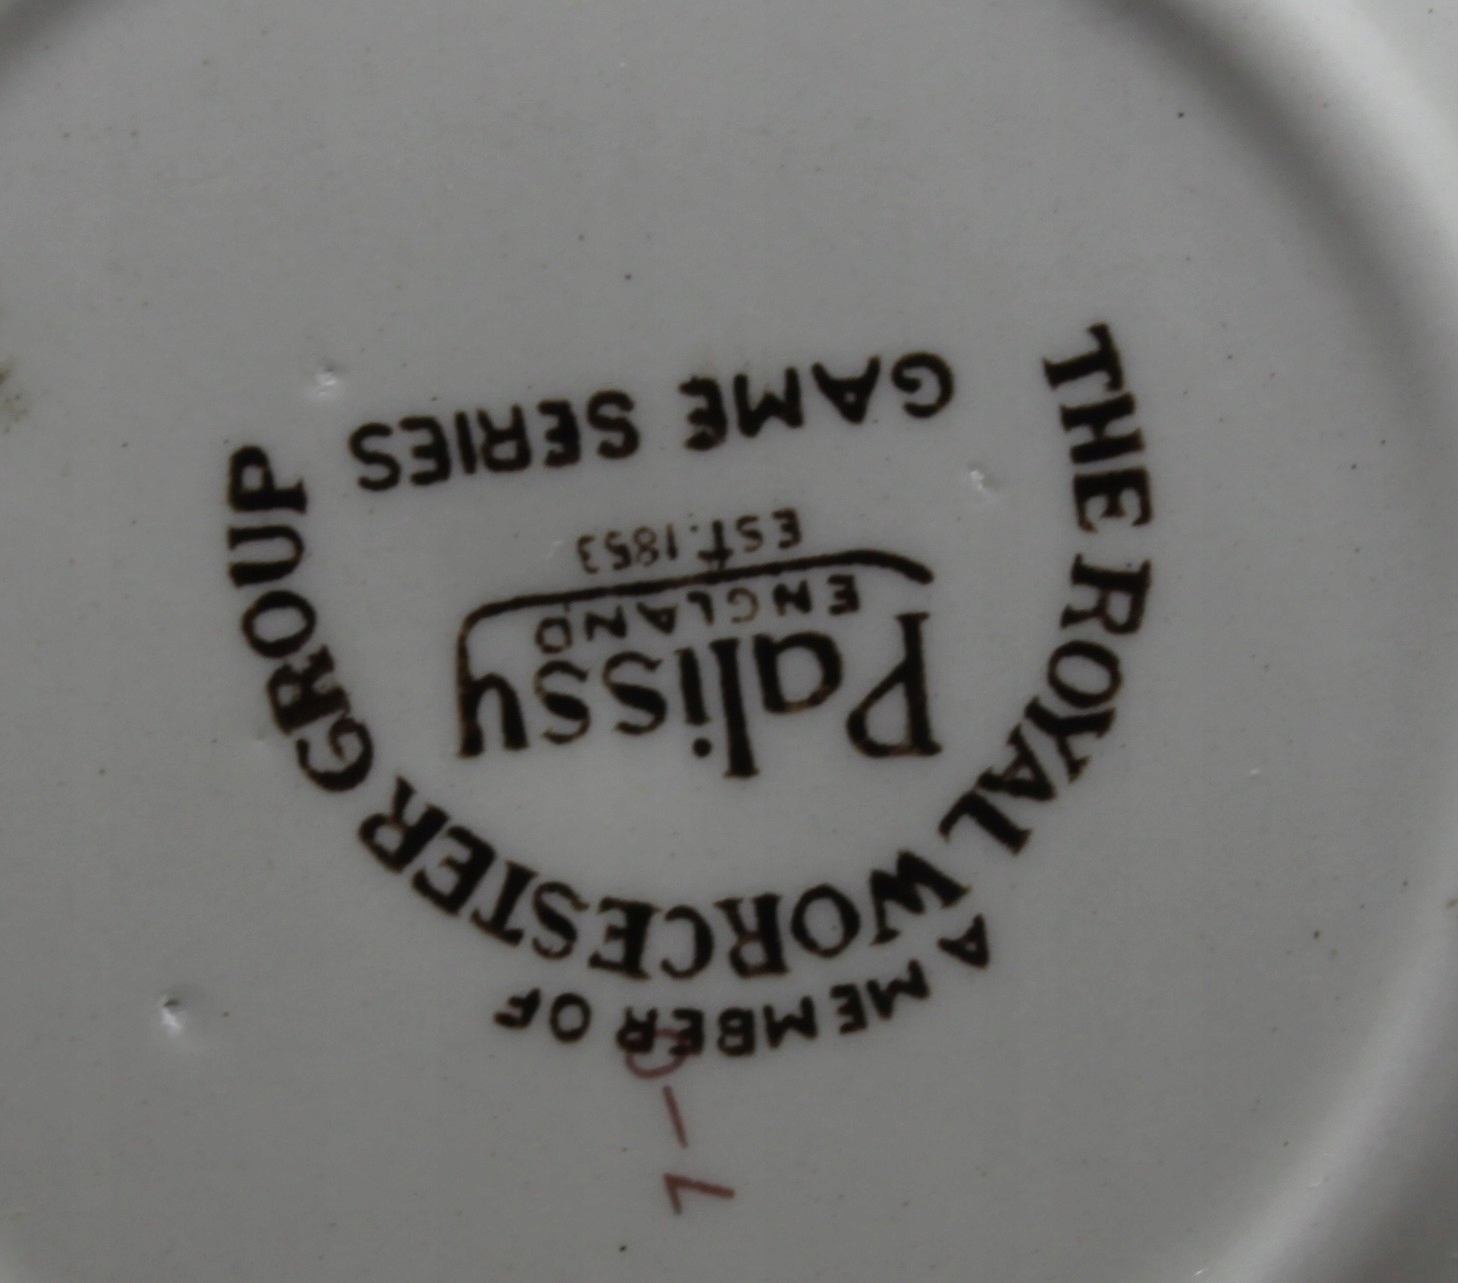 A MEMBER OF
THE ROYAL WORCESTER GROUP
Palissy
ENGLAND
EST. 1853
GAME SERIES